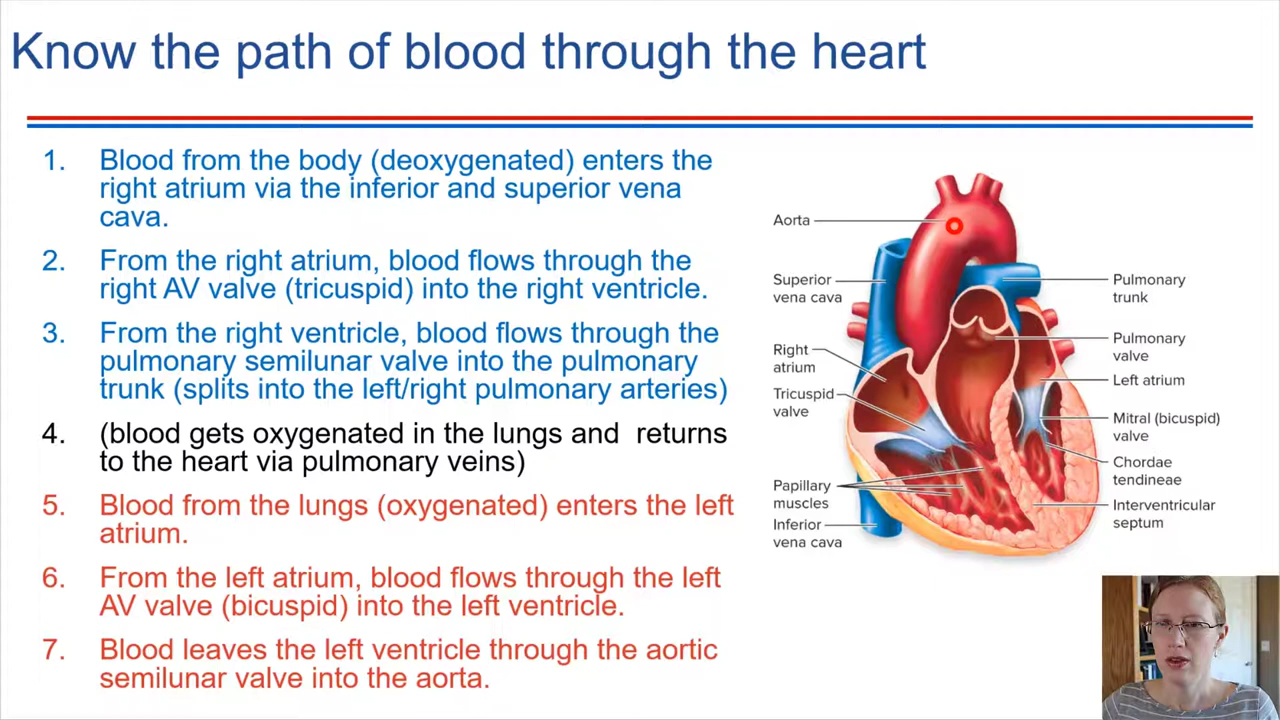 Know the path of blood through the heart
1. Blood from the body (deoxygenated) enters the
right atrium via the inferior and superior vena
cava.
2. From the right atrium, blood flows through the
right AV valve (tricuspid) into the right ventricle.
3. From the right ventricle, blood flows through the
pulmonary semilunar valve into the pulmonary
trunk (splits into the left/right pulmonary arteries)
4. (blood gets oxygenated in the lungs and returns
to the heart via pulmonary veins)
5. Blood from the lungs (oxygenated) enters the left
atrium.
6. From the left atrium, blood flows through the left
AV valve (bicuspid) into the left ventricle.
7. Blood leaves the left ventricle through the aortic
semilunar valve into the aorta.
Aorta
Superior
vena cava
Right
atrium
Tricuspid
valve
Papillary
muscles
Inferior
vena cava
Pulmonary
trunk
Pulmonary
valve
Left atrium
Mitral (bicuspid)
valve
Chordae
tendineae
Interventricular
septum